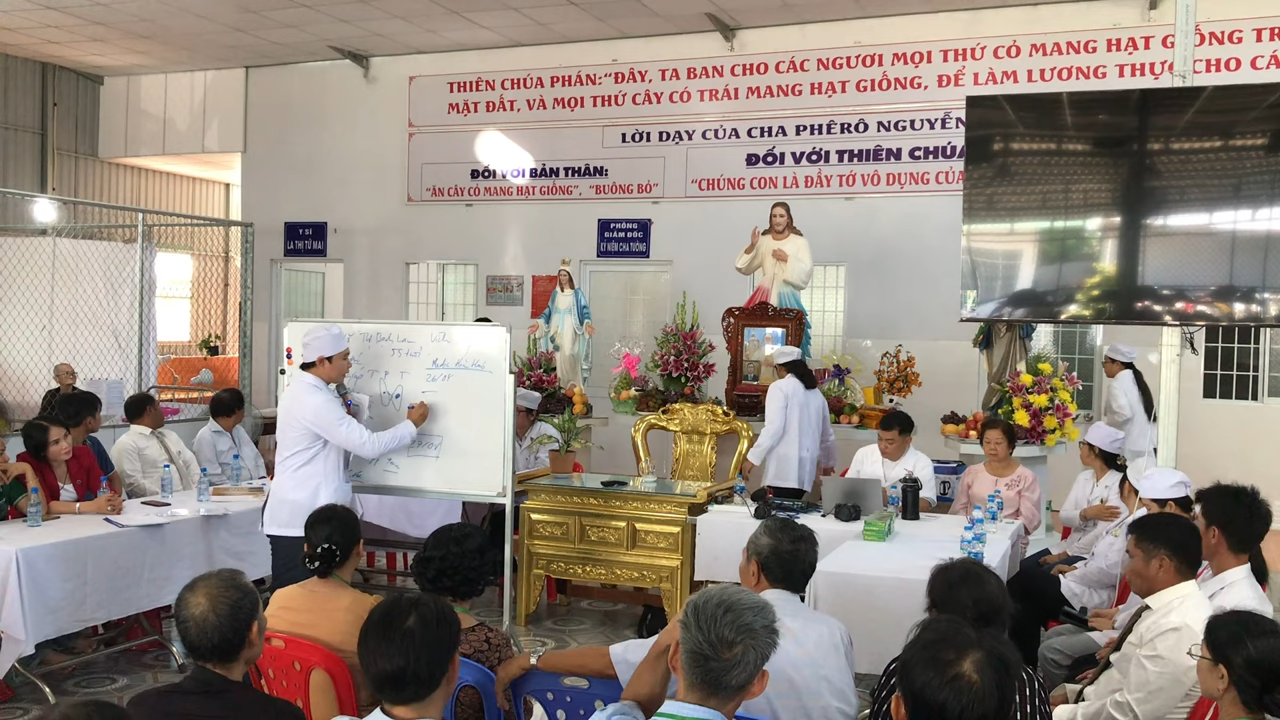 THIÊN CHÚA PHÁN: “ĐÂY, TA BAN CHO CÁC NGƯƠI MỌI THỨ CỎ MANG HẠT GIỐNG TR
MẶT ĐẤT, VÀ MỌI THỨ CÂY CÓ TRÁI MANG HẠT GIỐNG, ĐỂ LÀM LƯƠNG THỰC CHO CÁ
LỜI DẠY CỦA CHA PHÊRÔ NGUYỄN
ĐỐI VỚI BẢN THÂN:
“ĂN CÂY CỎ MANG HẠT GIỐNG”, “BUÔNG BỎ”
ĐỐI VỚI THIÊN CHÚA
“CHÚNG CON LÀ ĐẦY TỚ VÔ DỤNG CỦA
Y SĨ
LA THỊ TỪ MAI
PHÒNG
GIÁM ĐỐC
KỶ NIỆM CHA TƯỜNG
55 tuổi
26/08